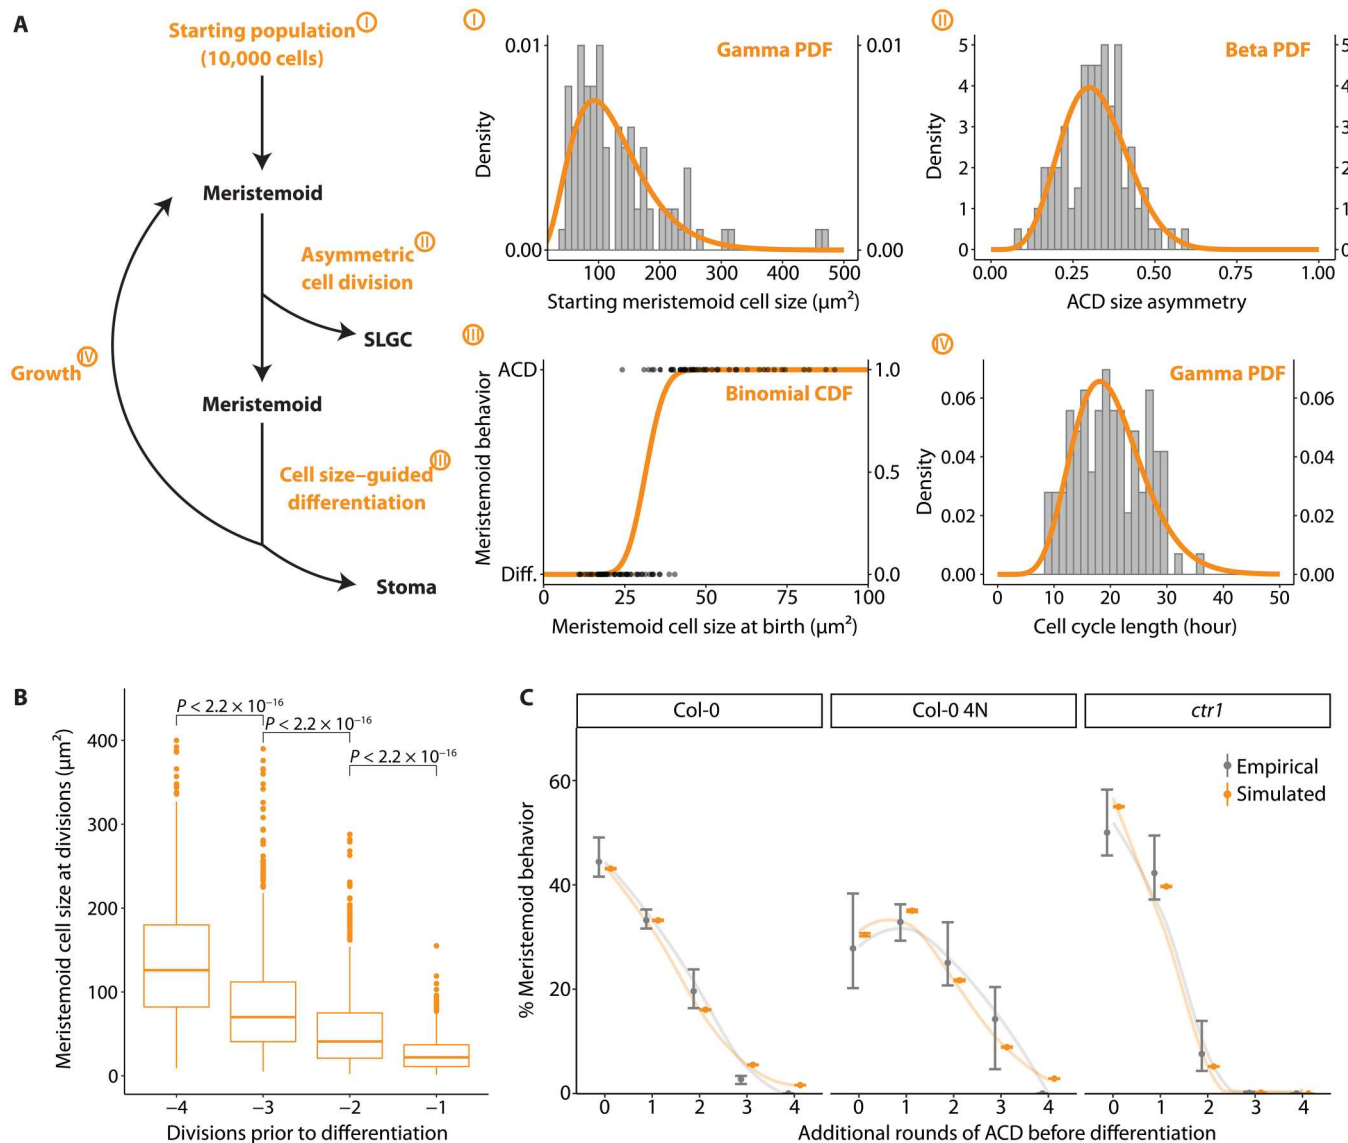 A
Starting population Ⓘ
(10,000 cells)
Meristemoid
Asymmetric Ⓘ Ⓘ
cell division
SLGC
Growth IV
Meristemoid
Cell size–guided III
differentiation
Stoma
I
Gamma PDF
Density
0.01
0.00
0.01
0.00
100 200 300 400 500
Starting meristemoid cell size (µm²)
II
Beta PDF
Density
5
4
3
2
1
0
5
4
3
2
1
0.00 0.25 0.50 0.75 1.00
ACD size asymmetry
III
Binomial CDF
Meristemoid behavior
ACD
Diff.
1.0
0.5
0.0
0 25 50 75 100
Meristemoid cell size at birth (µm²)
IV
Gamma PDF
Density
0.06
0.04
0.02
0.00
0.06
0.04
0.02
0.00
0 10 20 30 40 50
Cell cycle length (hour)
B
P < 2.2 × 10⁻¹⁶
P < 2.2 × 10⁻¹⁶
P < 2.2 × 10⁻¹⁶
Meristemoid cell size at divisions (µm²)
400
300
200
100
0
−4 −3 −2 −1
Divisions prior to differentiation
C
Col-0
Col-0 4N
ctr1
Empirical
Simulated
% Meristemoid behavior
60
40
20
0
0 1 2 3 4
0 1 2 3 4
0 1 2 3 4
Additional rounds of ACD before differentiation